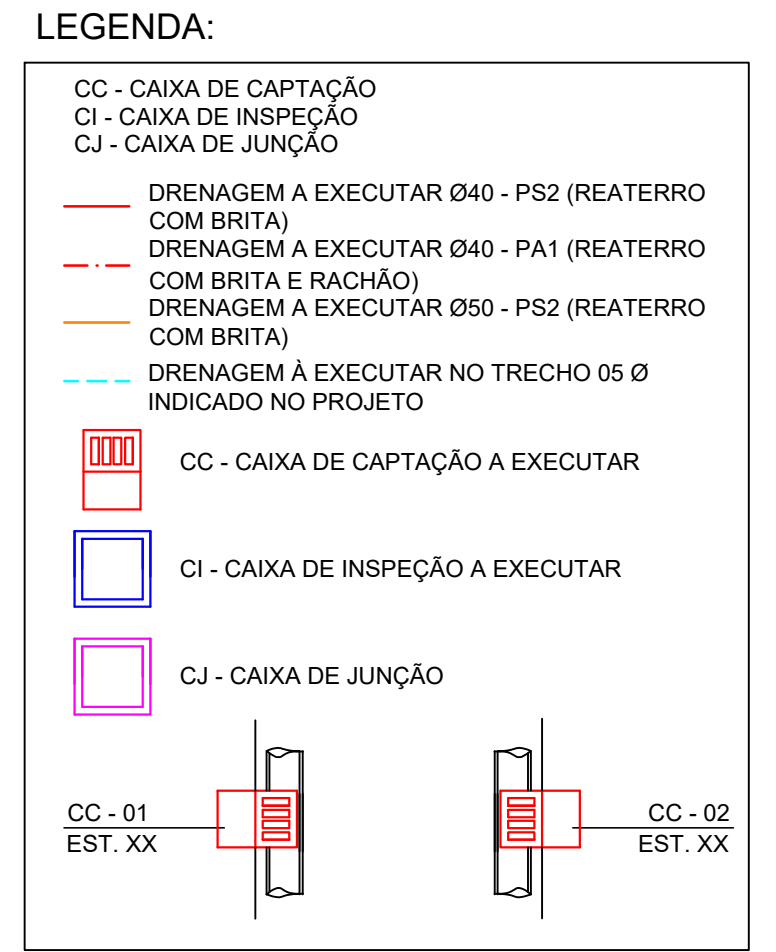 LEGENDA:
CC - CAIXA DE CAPTAÇÃO
CI - CAIXA DE INSPEÇÃO
CJ - CAIXA DE JUNÇÃO
DRENAGEM A EXECUTAR Ø40 - PS2 (REATERRO
COM BRITA)
DRENAGEM A EXECUTAR Ø40 - PA1 (REATERRO
COM BRITA E RACHÃO)
DRENAGEM A EXECUTAR Ø50 - PS2 (REATERRO
COM BRITA)
DRENAGEM À EXECUTAR NO TRECHO 05 Ø
INDICADO NO PROJETO
CC - CAIXA DE CAPTAÇÃO A EXECUTAR
CI - CAIXA DE INSPEÇÃO A EXECUTAR
CJ - CAIXA DE JUNÇÃO
CC - 01
EST. XX
CC - 02
EST. XX